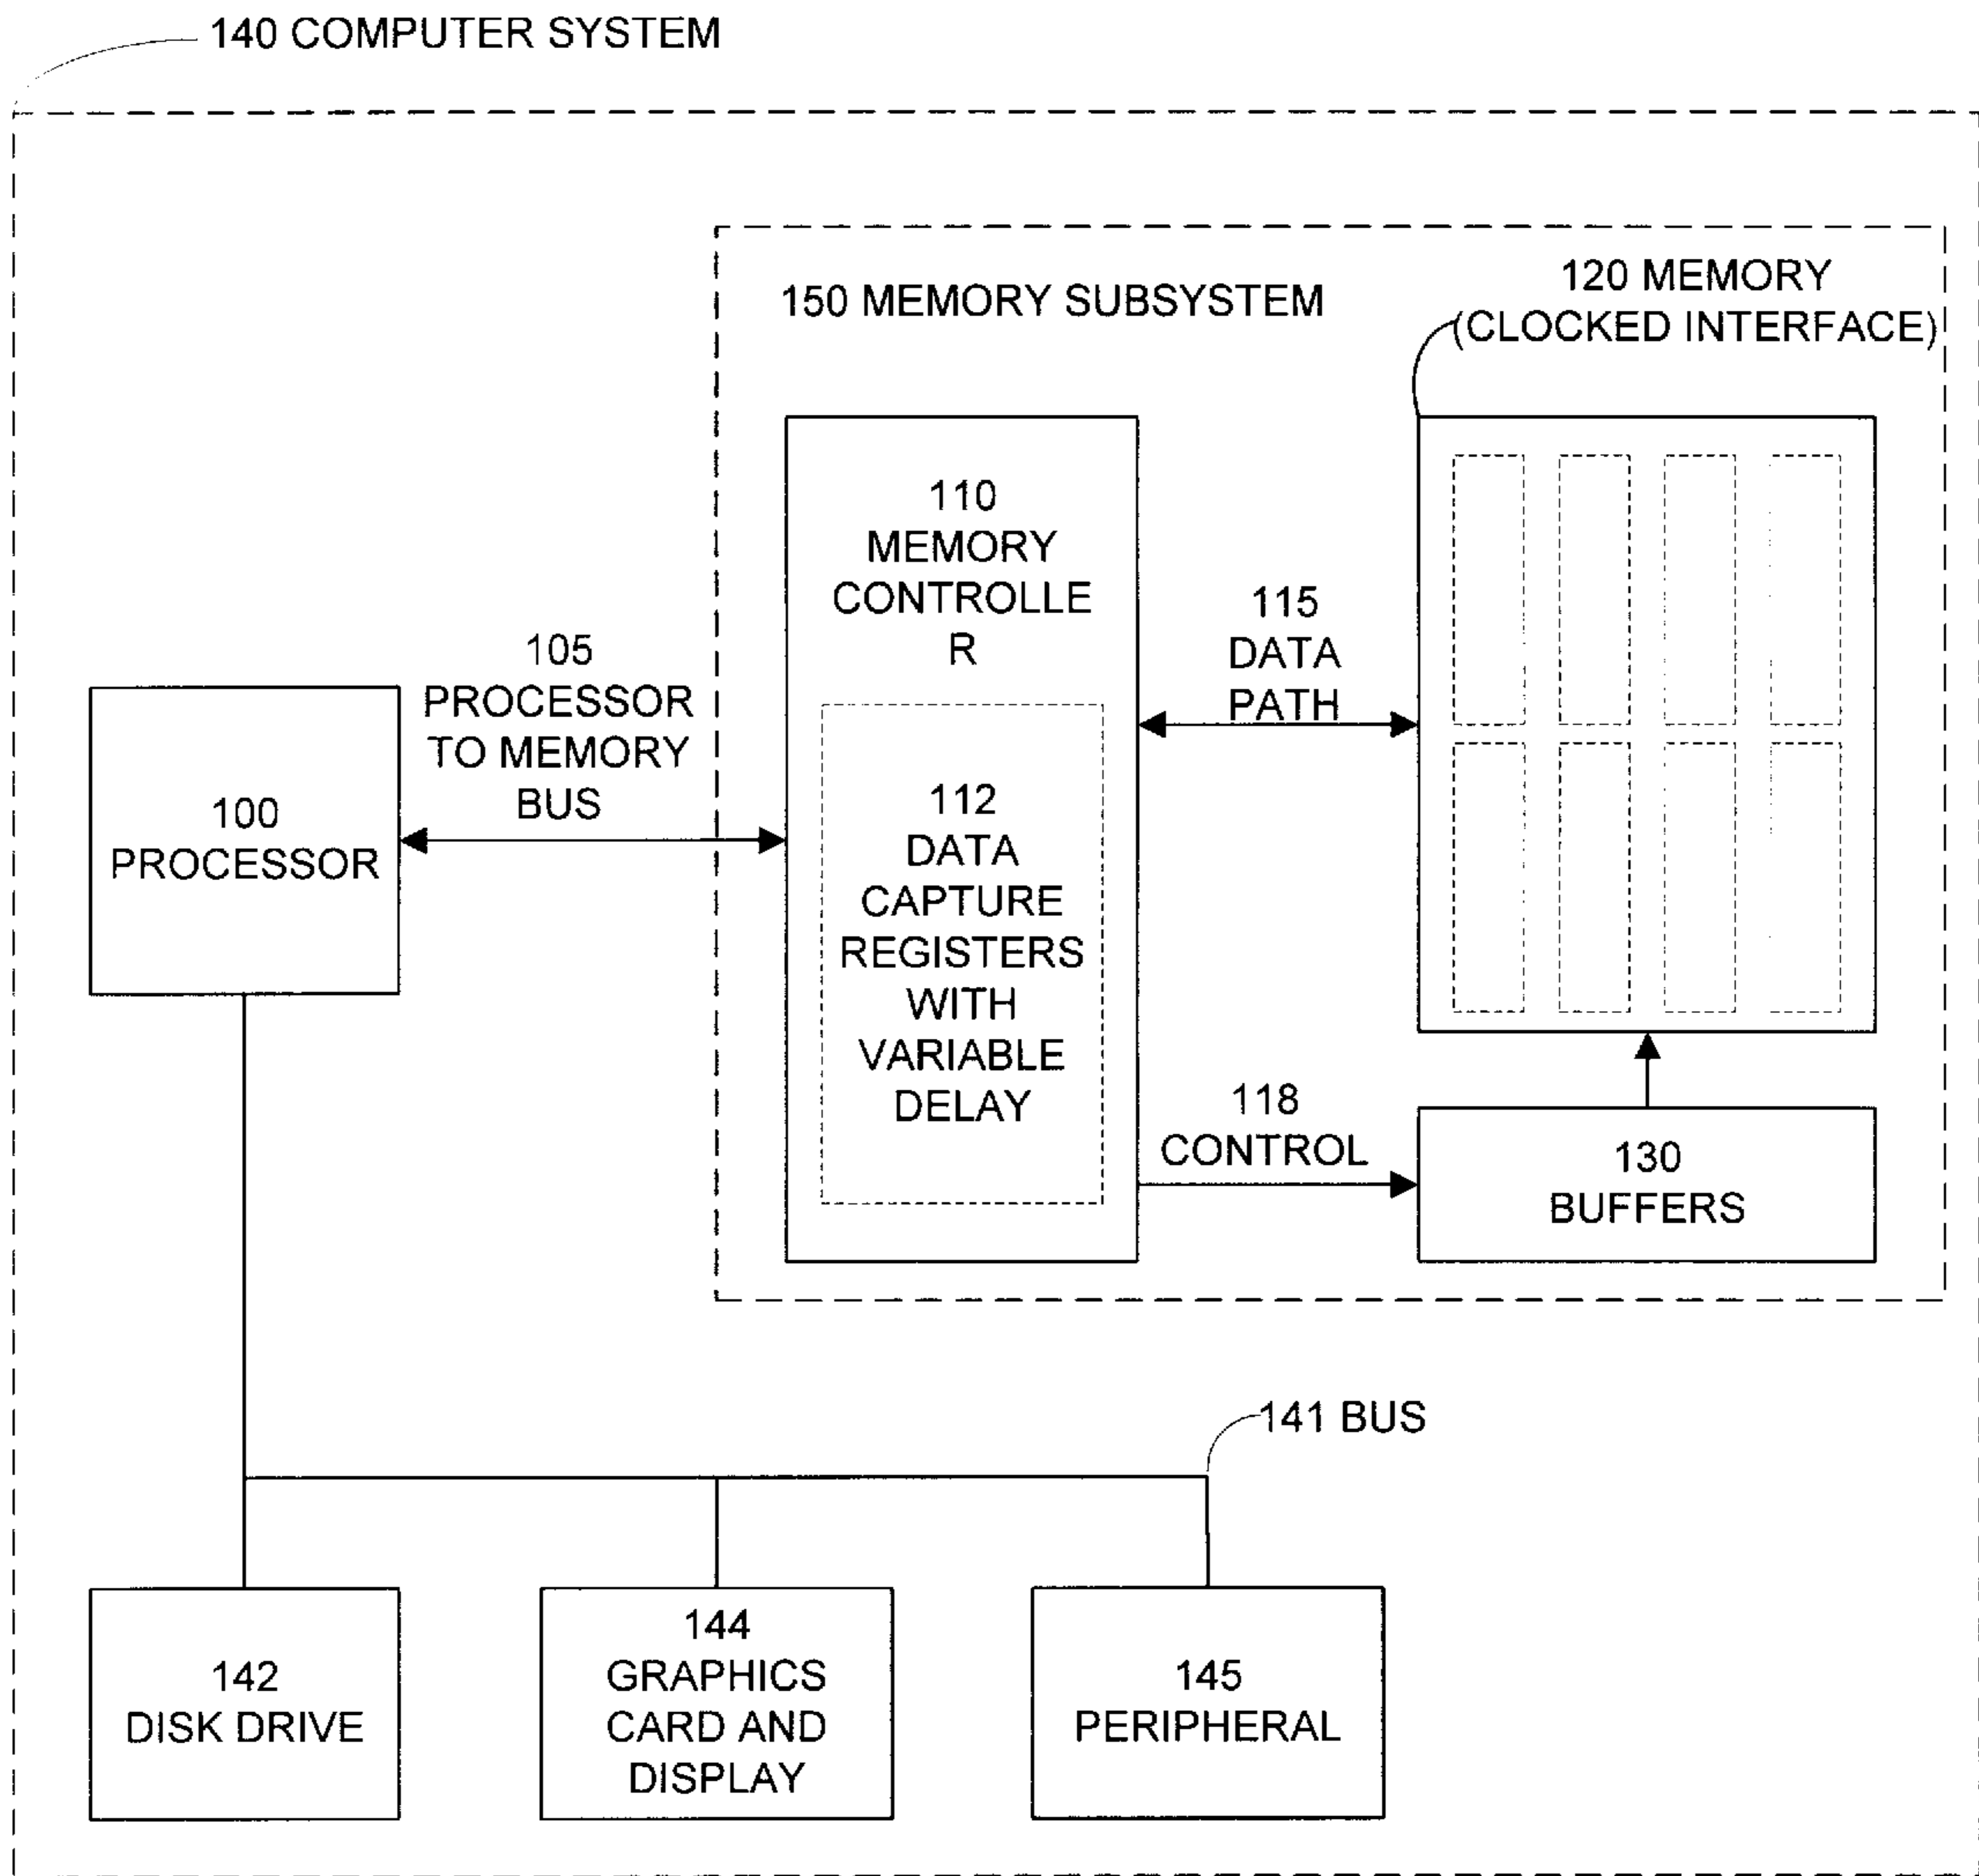 140 COMPUTER SYSTEM
150 MEMORY SUBSYSTEM
120 MEMORY
(CLOCKED INTERFACE)
110
MEMORY
CONTROLLE
R
115
DATA
PATH
105
PROCESSOR
TO MEMORY
BUS
100
PROCESSOR
112
DATA
CAPTURE
REGISTERS
WITH
VARIABLE
DELAY
118
CONTROL
130
BUFFERS
141 BUS
142
DISK DRIVE
144
GRAPHICS
CARD AND
DISPLAY
145
PERIPHERAL